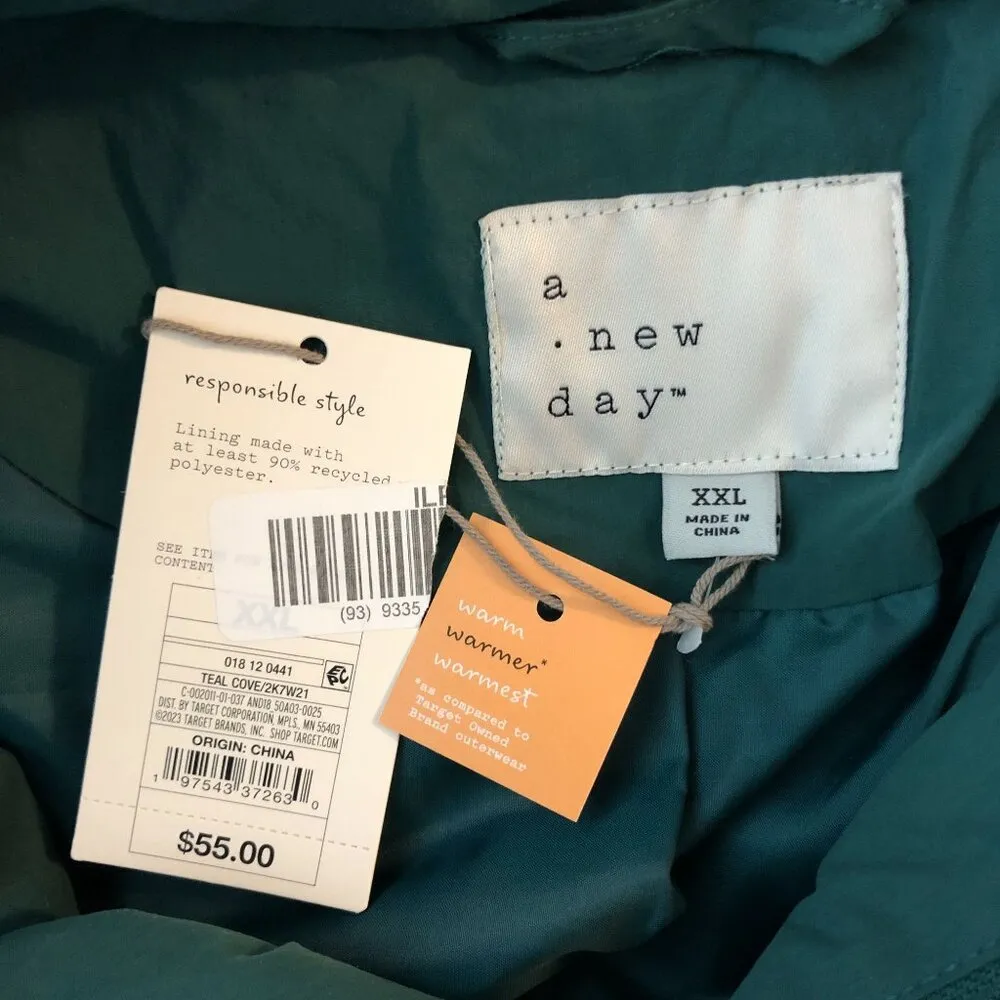 a
. new
day™
XXL
MADE IN
CHINA
responsible style
Lining made with
at least 90% recycled
polyester.
SEE
CONTENT
XXL
(93) 9335
018 12 0441
TEAL COVE/2K7W21
C-002011-01-037 AND18 50A03-0025
DIST. BY TARGET CORPORATION, MPLS, MN 55403
©2023 TARGET BRANDS, INC. SHOP TARGET.COM
ORIGIN: CHINA
1 97543 37263 0
$55.00
warm
warmer*
warmest
*as compared to
Target Owned
Brand outerwear